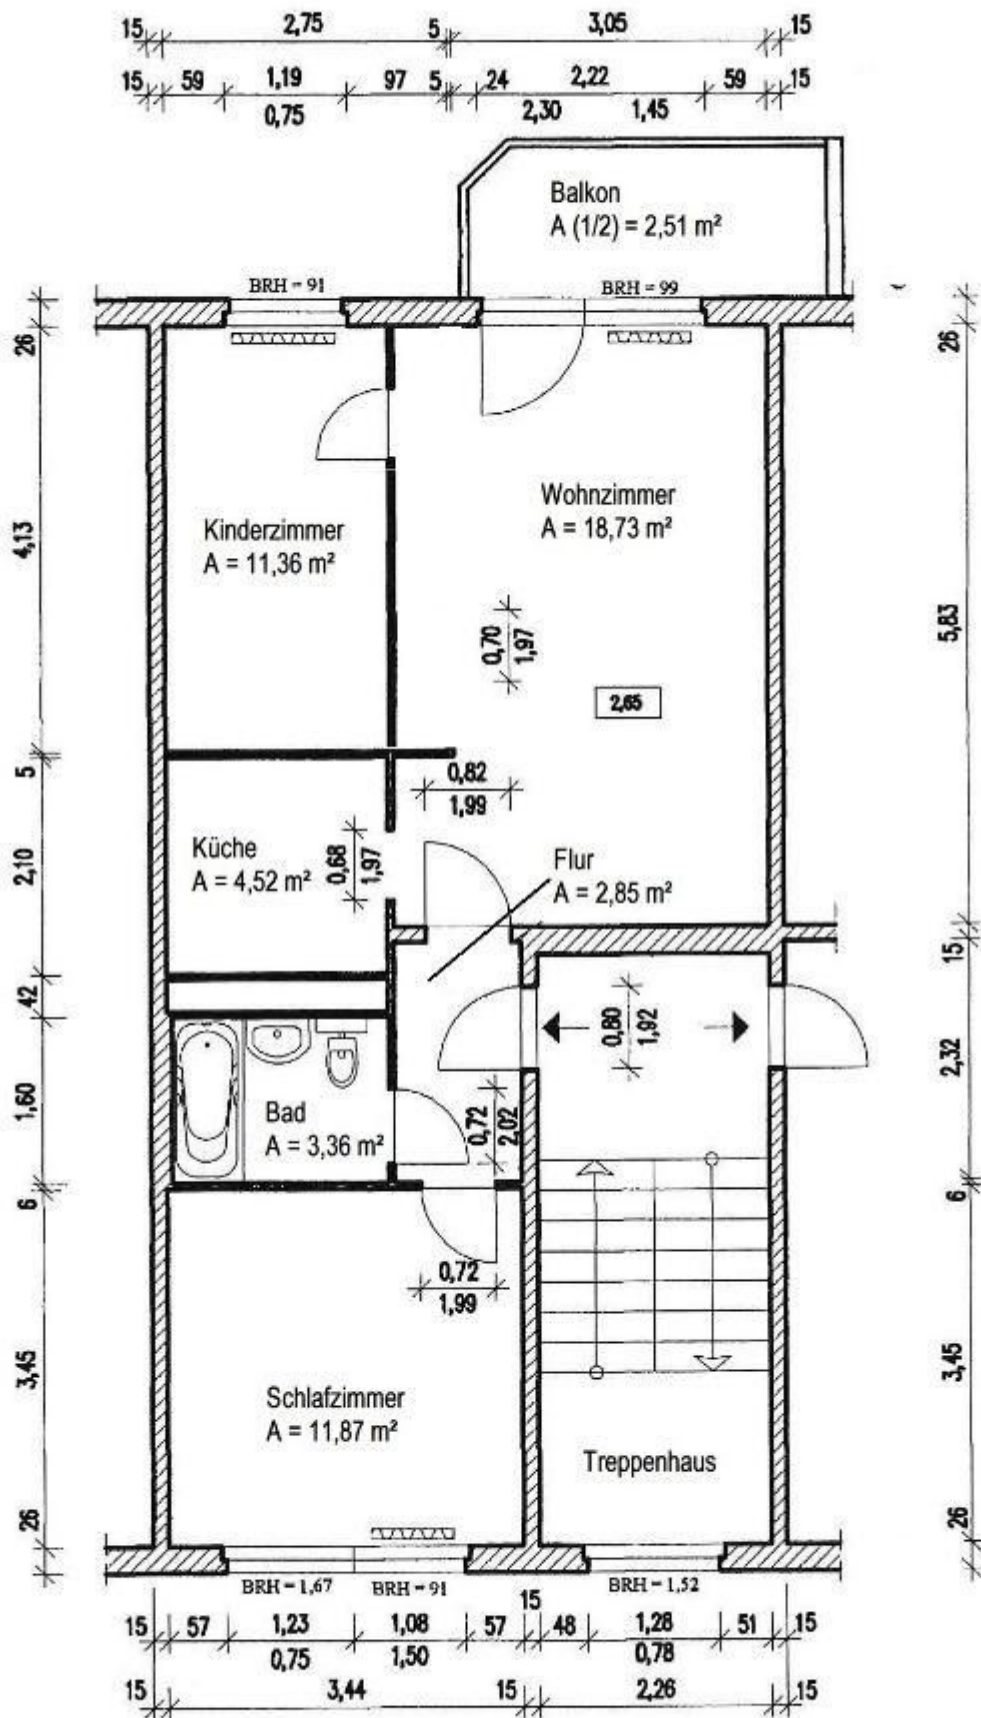 15 2,75 5 3,05 15
15 59 1,19 97 5 24 2,22 59 15
0,75 2,30 1,45
Balkon
A (1/2) = 2,51 m²
BRH = 91 BRH = 99
26 26
Wohnzimmer
A = 18,73 m²
Kinderzimmer
A = 11,36 m²
4,13
5,83
0,70
1,97
2,65
5
0,82
1,99
Küche
A = 4,52 m²
0,68
1,97
2,10
Flur
A = 2,85 m²
15
42
0,80
1,92
2,32
1,60
Bad
A = 3,36 m²
0,72
2,02
6 6
0,72
1,99
3,45 3,45
Schlafzimmer
A = 11,87 m²
Treppenhaus
26 26
BRH = 1,67 BRH = 91 BRH = 1,52
15
15 57 1,23 1,08 57 48 1,28 51 15
0,75 1,50 0,78
15 3,44 15 2,26 15